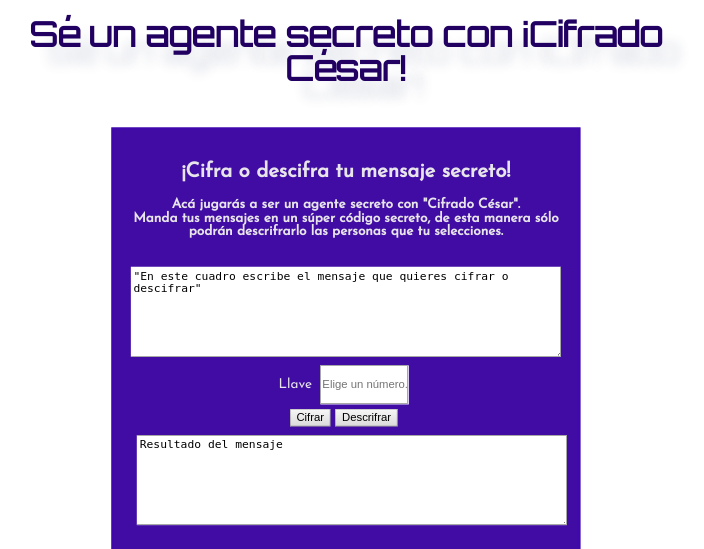 Sé un agente secreto con ¡Cifrado
César!
¡Cifra o descifra tu mensaje secreto!
Acá jugarás a ser un agente secreto con "Cifrado César".
Manda tus mensajes en un súper código secreto, de esta manera sólo
podrán descrifrarlo las personas que tu selecciones.
"En este cuadro escribe el mensaje que quieres cifrar o
descifrar"
Llave Elige un número.
Cifrar Descrifrar
Resultado del mensaje